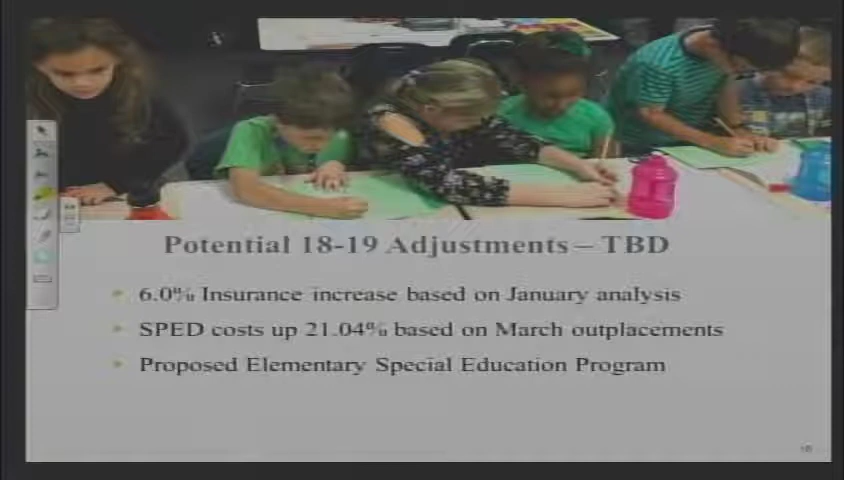 Potential 18-19 Adjustments – TBD
6.0% Insurance increase based on January analysis
SPED costs up 21.04% based on March outplacements
Proposed Elementary Special Education Program